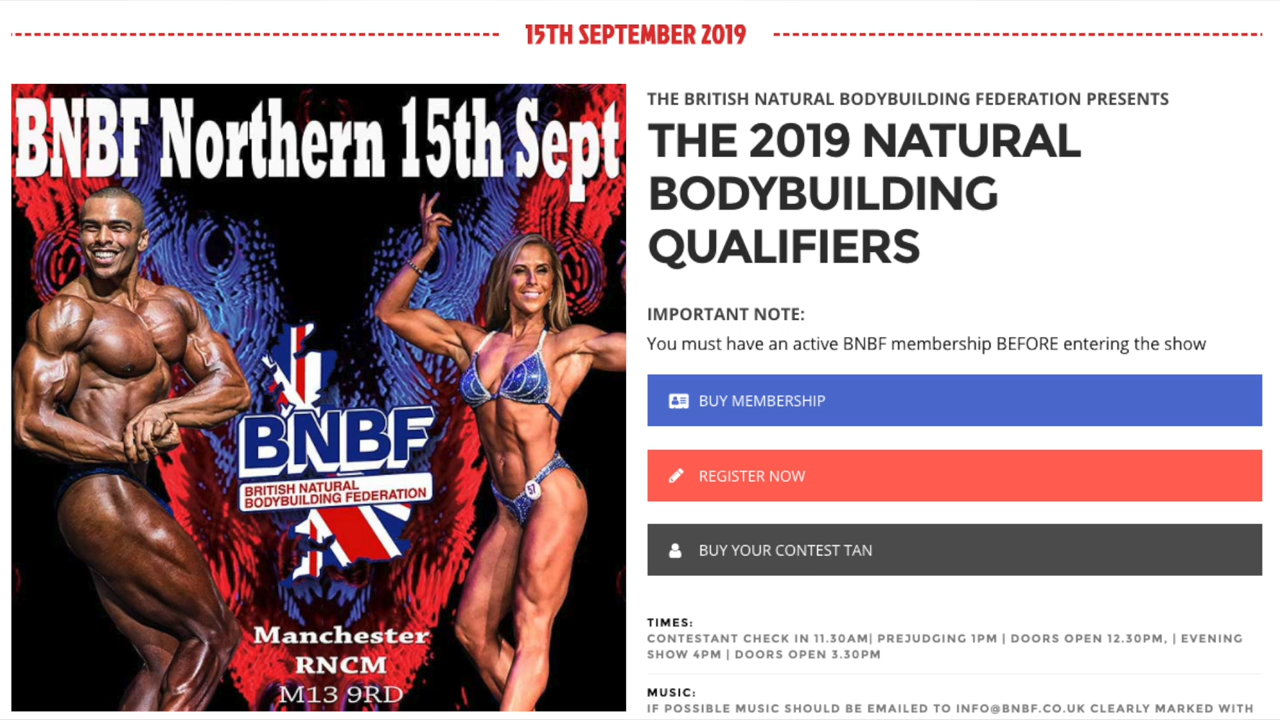 15TH SEPTEMBER 2019
BNBF Northern 15th Sept
BNBF
BRITISH NATURAL
BODYBUILDING FEDERATION
57
Manchester
RNCM
M13 9RD
THE BRITISH NATURAL BODYBUILDING FEDERATION PRESENTS
THE 2019 NATURAL
BODYBUILDING
QUALIFIERS
IMPORTANT NOTE:
You must have an active BNBF membership BEFORE entering the show
BUY MEMBERSHIP
REGISTER NOW
BUY YOUR CONTEST TAN
TIMES:
CONTESTANT CHECK IN 11.30AM| PREJUDGING 1PM | DOORS OPEN 12.30PM, | EVENING
SHOW 4PM | DOORS OPEN 3.30PM
MUSIC:
IF POSSIBLE MUSIC SHOULD BE EMAILED TO INFO@BNBF.CO.UK CLEARLY MARKED WITH